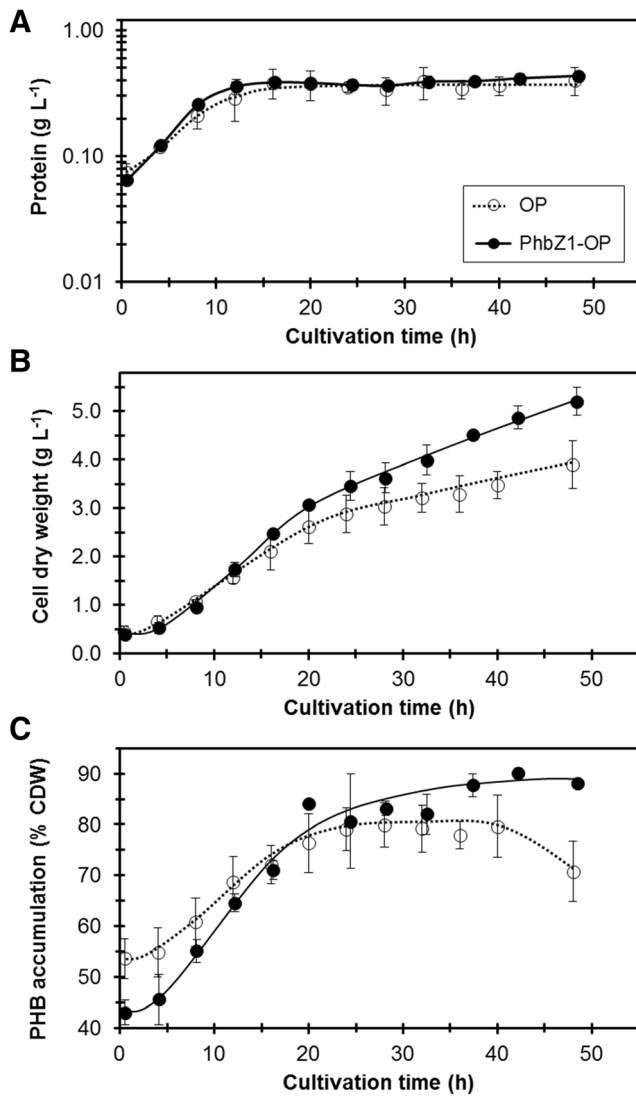 A
1.00
0.10
0.01
Protein (g L-1)
OP
PhbZ1-OP
0 10 20 30 40 50
Cultivation time (h)
B
5.0
4.0
3.0
2.0
1.0
0.0
Cell dry weight (g L-1)
0 10 20 30 40 50
Cultivation time (h)
C
90
80
70
60
50
40
PHB accumulation (% CDW)
0 10 20 30 40 50
Cultivation time (h)